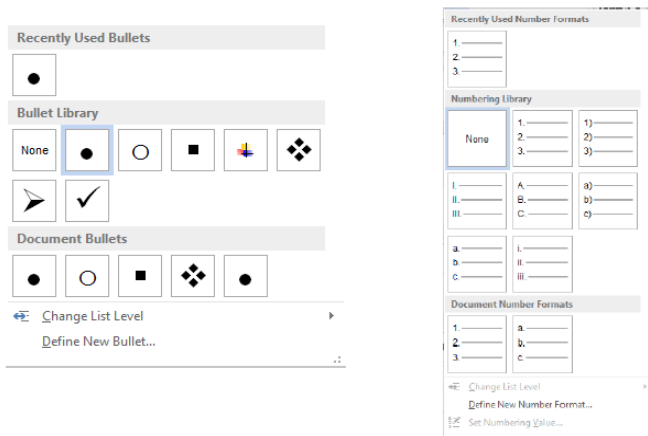 Recently Used Bullets
Bullet Library
None
Document Bullets
Change List Level
Define New Bullet...
Recently Used Number Formats
1.
2.
3.
Numbering Library
None
1.
2.
3.
1)
2)
3)
I.
II.
III.
A.
B.
C.
a)
b)
c)
a.
b.
c.
i.
ii.
iii.
Document Number Formats
1.
2.
3.
a.
b.
c.
Change List Level
Define New Number Format...
Set Numbering Value...